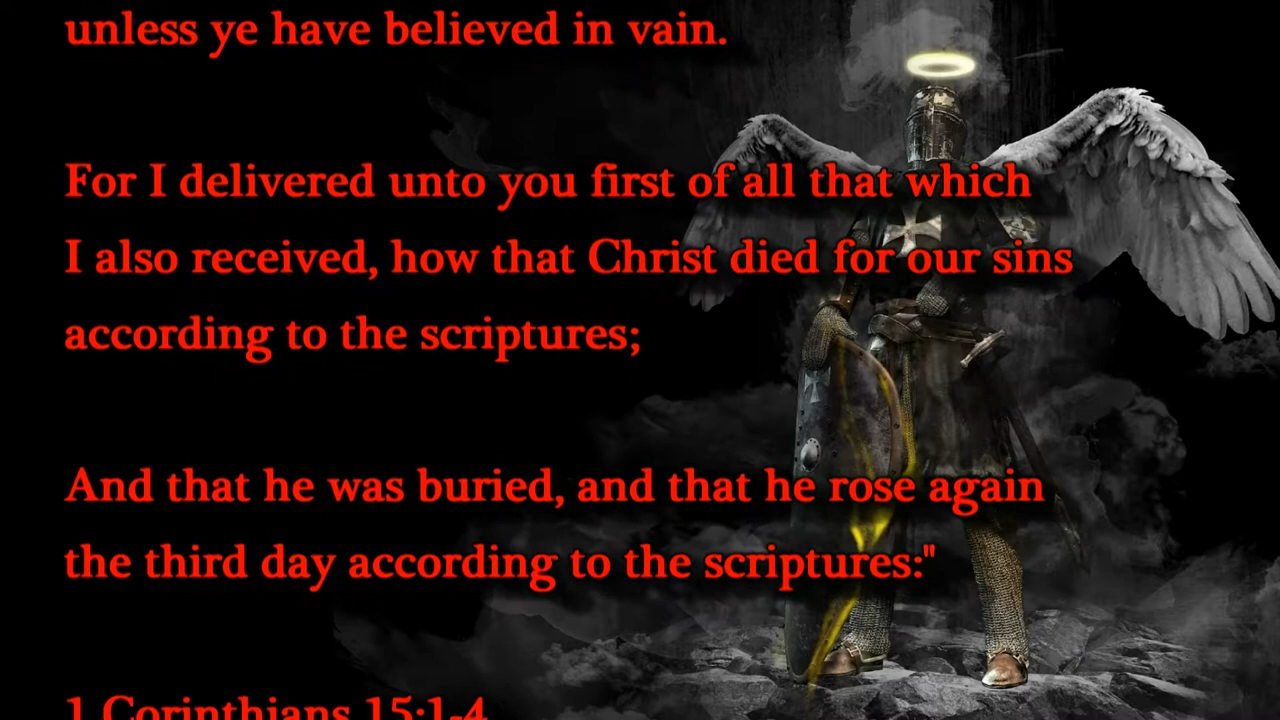 unless ye have believed in vain.
For I delivered unto you first of all that which
I also received, how that Christ died for our sins
according to the scriptures;
And that he was buried, and that he rose again
the third day according to the scriptures:"
1 Corinthians 15:1-4